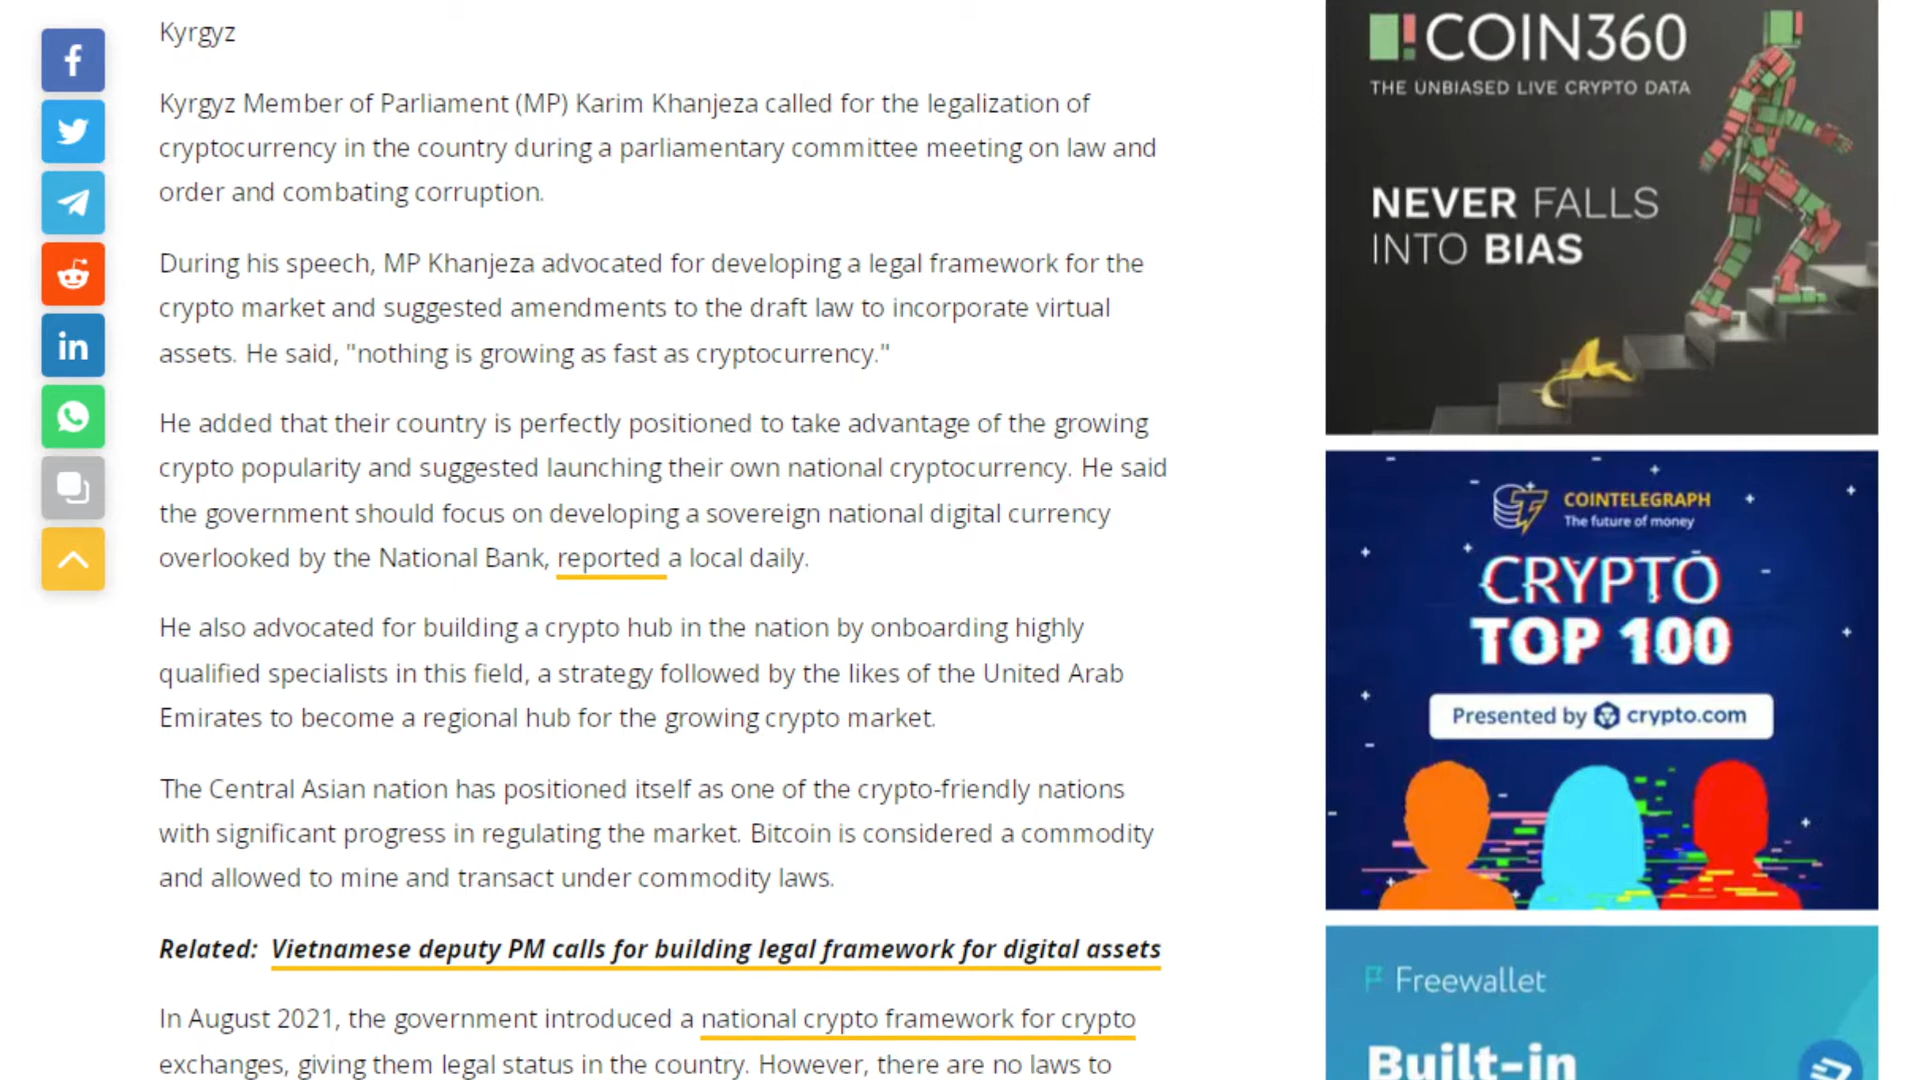 Kyrgyz
Kyrgyz Member of Parliament (MP) Karim Khanjeza called for the legalization of
cryptocurrency in the country during a parliamentary committee meeting on law and
order and combating corruption.
During his speech, MP Khanjeza advocated for developing a legal framework for the
crypto market and suggested amendments to the draft law to incorporate virtual
assets. He said, "nothing is growing as fast as cryptocurrency."
He added that their country is perfectly positioned to take advantage of the growing
crypto popularity and suggested launching their own national cryptocurrency. He said
the government should focus on developing a sovereign national digital currency
overlooked by the National Bank, reported a local daily.
He also advocated for building a crypto hub in the nation by onboarding highly
qualified specialists in this field, a strategy followed by the likes of the United Arab
Emirates to become a regional hub for the growing crypto market.
The Central Asian nation has positioned itself as one of the crypto-friendly nations
with significant progress in regulating the market. Bitcoin is considered a commodity
and allowed to mine and transact under commodity laws.
Related: Vietnamese deputy PM calls for building legal framework for digital assets
In August 2021, the government introduced a national crypto framework for crypto
exchanges, giving them legal status in the country. However, there are no laws to
COIN360
THE UNBIASED LIVE CRYPTO DATA
NEVER FALLS
INTO BIAS
COINTELEGRAPH
The future of money
CRYPTO
TOP 100
Presented by crypto.com
Freewallet
Built-in